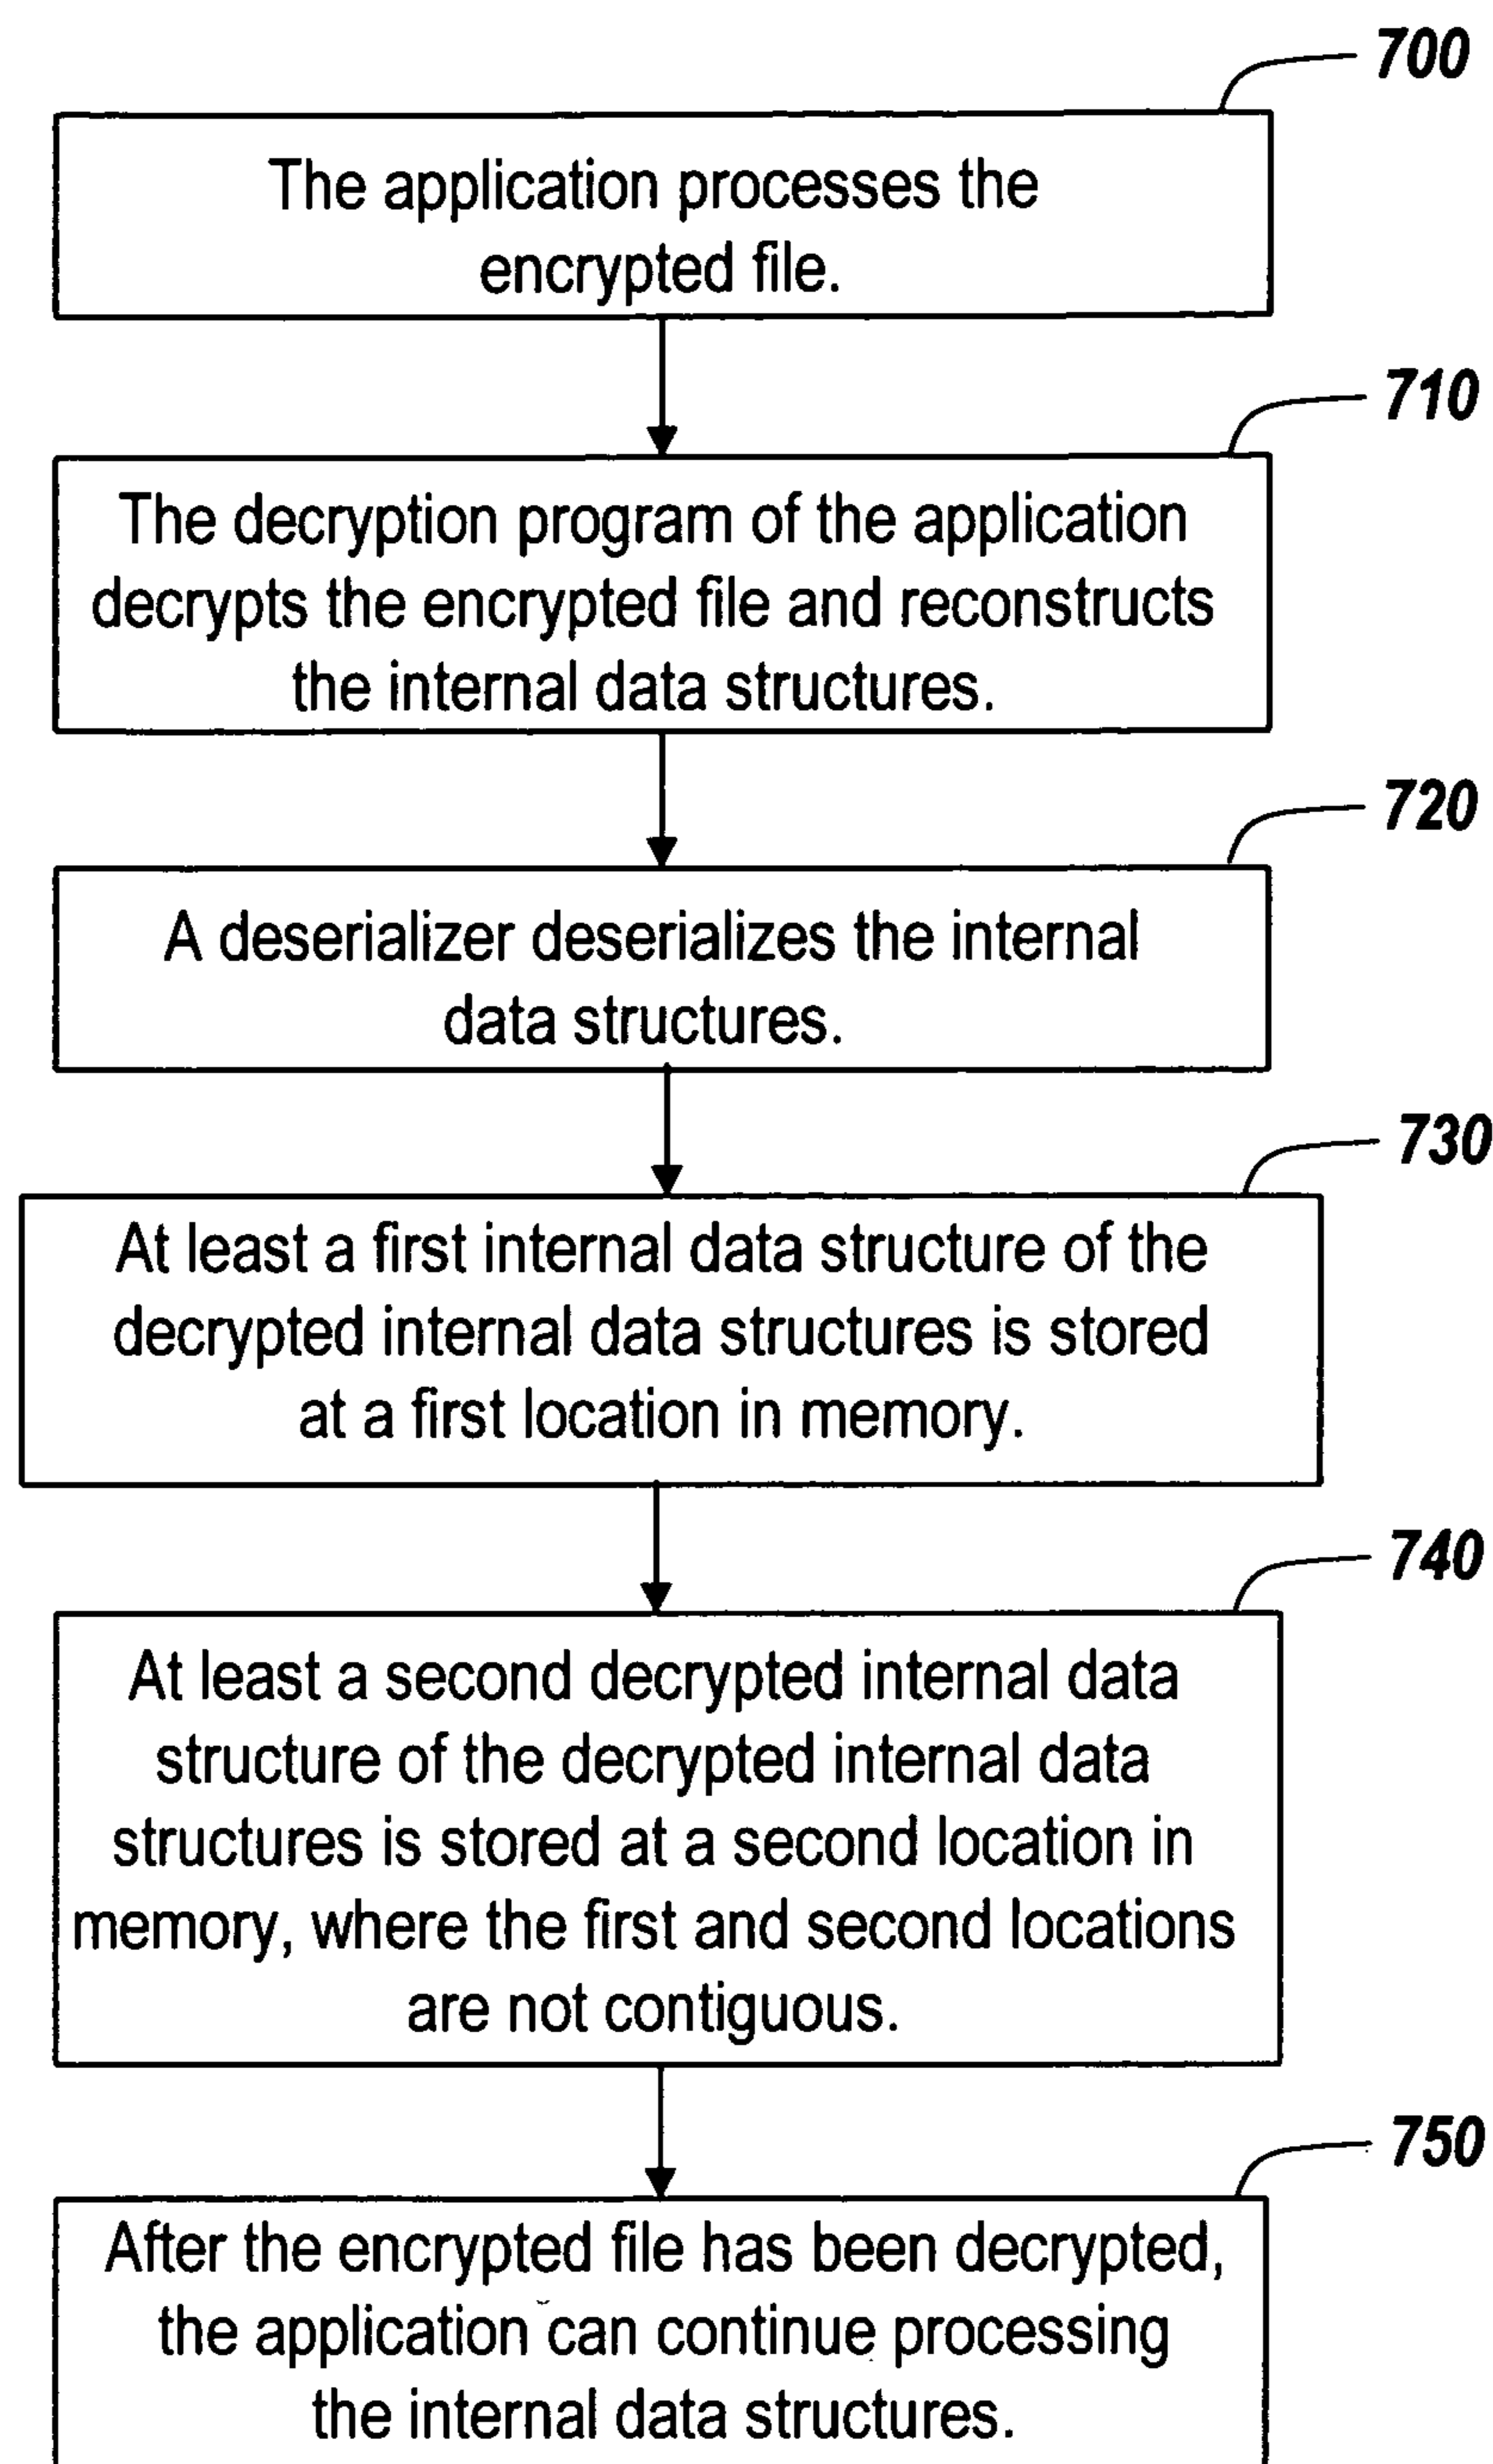 700
The application processes the
encrypted file.
710
The decryption program of the application
decrypts the encrypted file and reconstructs
the internal data structures.
720
A deserializer deserializes the internal
data structures.
730
At least a first internal data structure of the
decrypted internal data structures is stored
at a first location in memory.
740
At least a second decrypted internal data
structure of the decrypted internal data
structures is stored at a second location in
memory, where the first and second locations
are not contiguous.
750
After the encrypted file has been decrypted,
the application can continue processing
the internal data structures.